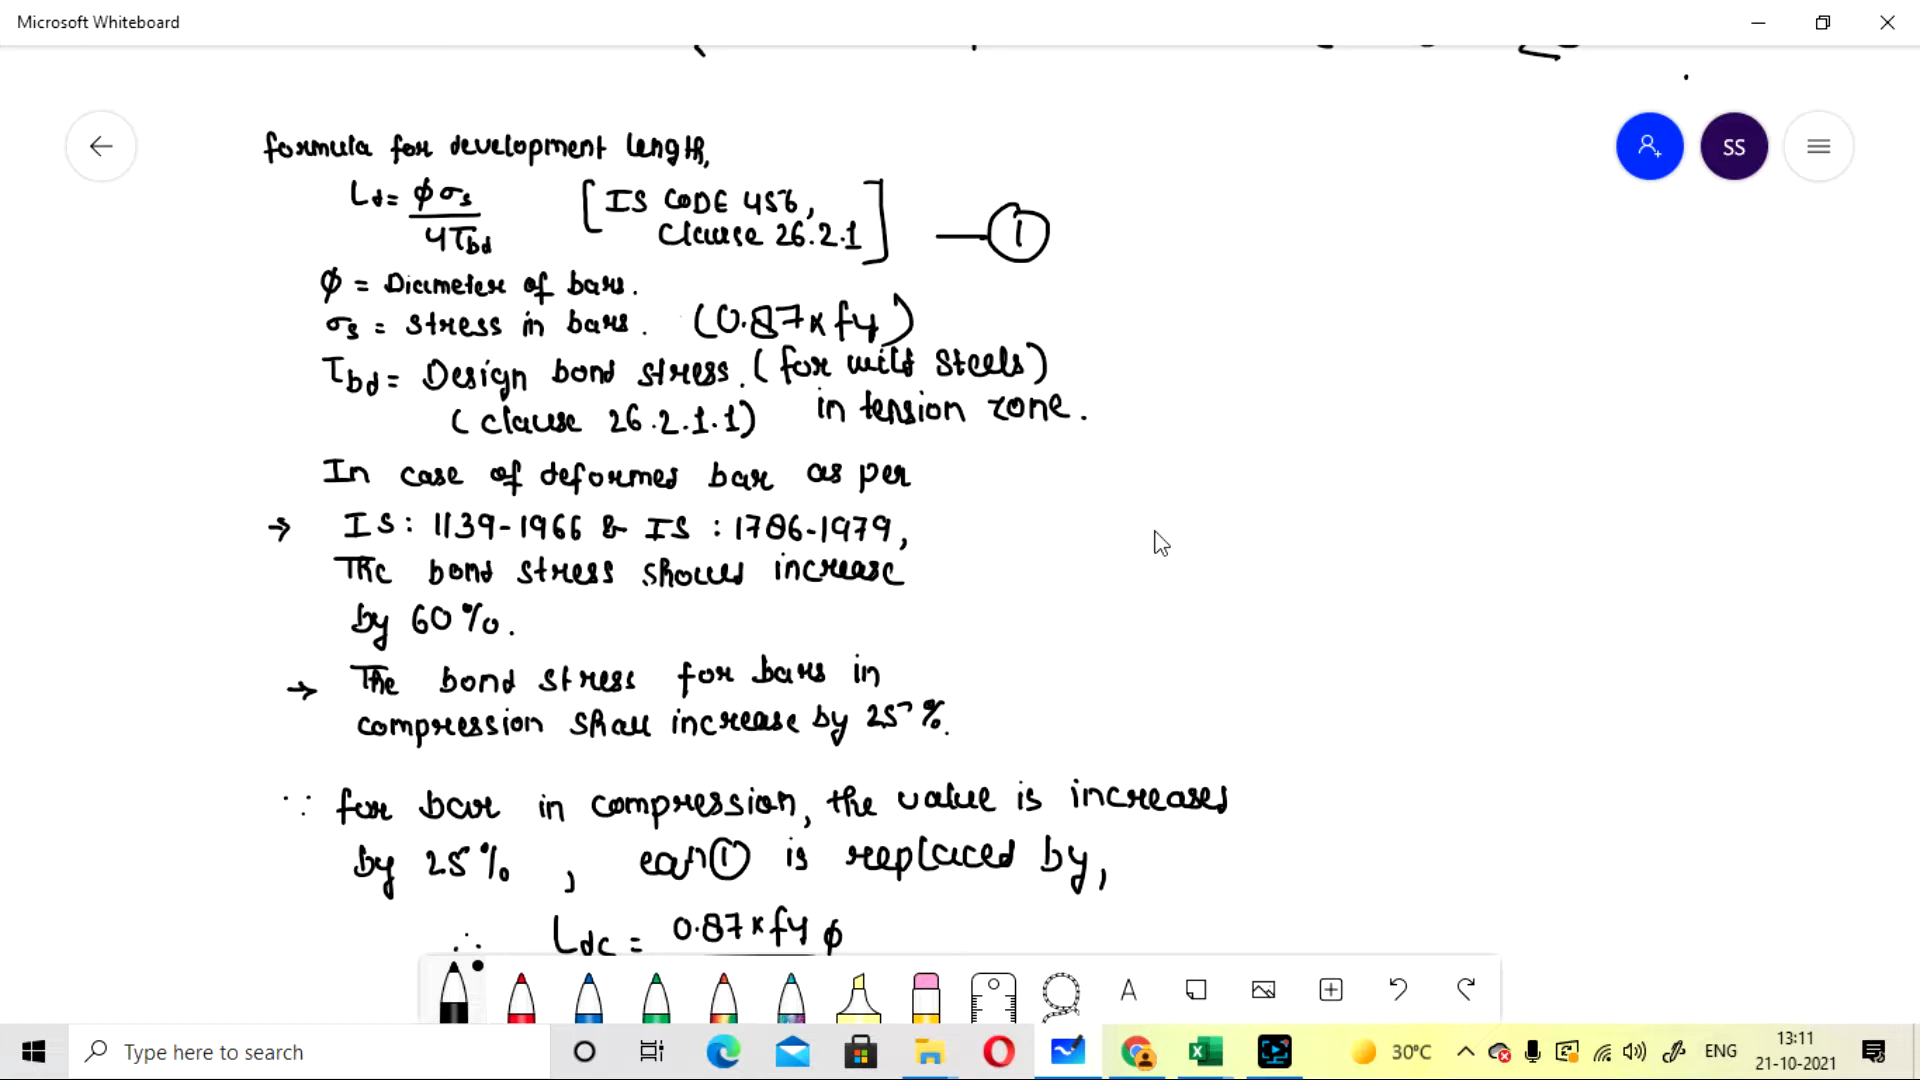 Microsoft Whiteboard
SS
formula for development length,
Ld = ϕσs / 4τbd [IS CODE 456, Clause 26.2.1] — ①
ϕ = Diameter of bars.
σs = stress in bars. (0.87 x fy)
τbd = Design bond stress. (for mild steels)
(clause 26.2.1.1) in tension zone.
In case of deformed bar as per
→ IS: 1139-1966 & IS : 1786-1979,
The bond stress should increase
by 60%.
→ The bond stress for bars in
compression shall increase by 25%.
∵ for bar in compression, the value is increased
by 25%, eqn ① is replaced by,
∴ Ldc = 0.87 x fy ϕ
A
Type here to search
30°C
ENG
13:11
21-10-2021